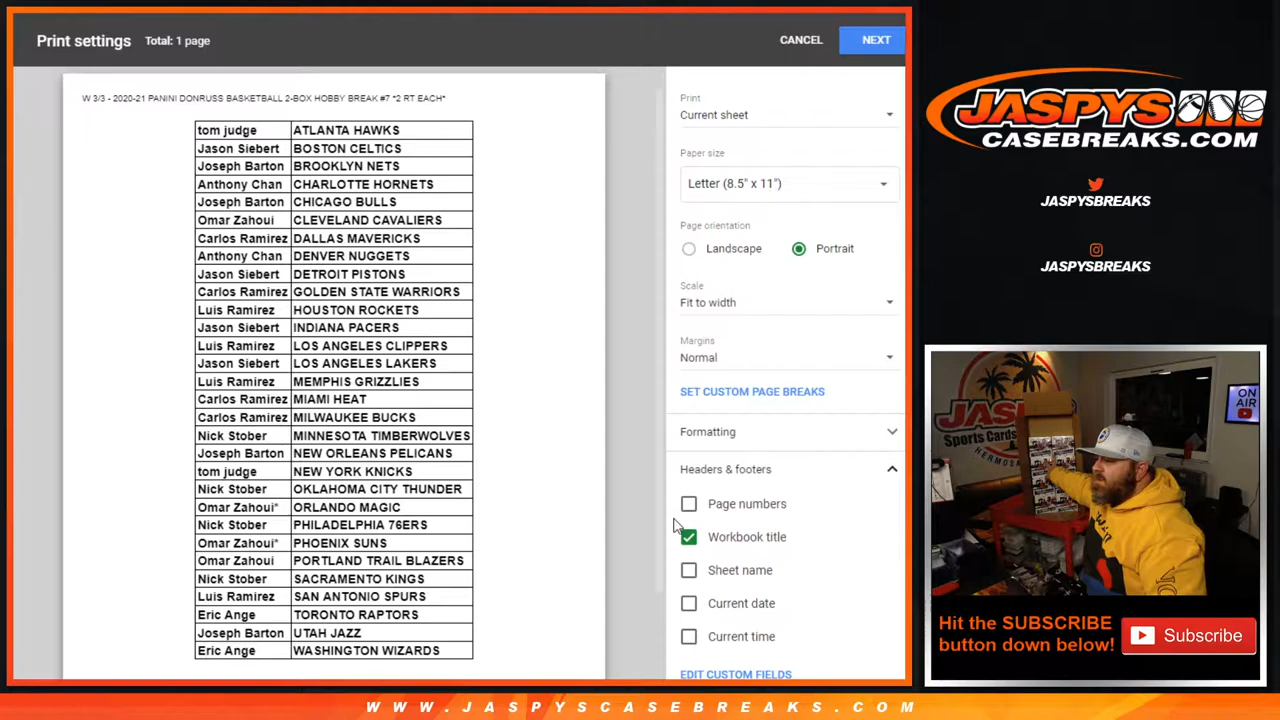 Print settings Total: 1 page CANCEL NEXT
W 3/3 - 2020-21 PANINI DONRUSS BASKETBALL 2-BOX HOBBY BREAK #7 *2 RT EACH*
tom judge ATLANTA HAWKS
Jason Siebert BOSTON CELTICS
Joseph Barton BROOKLYN NETS
Anthony Chan CHARLOTTE HORNETS
Joseph Barton CHICAGO BULLS
Omar Zahoui CLEVELAND CAVALIERS
Carlos Ramirez DALLAS MAVERICKS
Anthony Chan DENVER NUGGETS
Jason Siebert DETROIT PISTONS
Carlos Ramirez GOLDEN STATE WARRIORS
Luis Ramirez HOUSTON ROCKETS
Jason Siebert INDIANA PACERS
Luis Ramirez LOS ANGELES CLIPPERS
Jason Siebert LOS ANGELES LAKERS
Luis Ramirez MEMPHIS GRIZZLIES
Carlos Ramirez MIAMI HEAT
Carlos Ramirez MILWAUKEE BUCKS
Nick Stober MINNESOTA TIMBERWOLVES
Joseph Barton NEW ORLEANS PELICANS
tom judge NEW YORK KNICKS
Nick Stober OKLAHOMA CITY THUNDER
Omar Zahoui* ORLANDO MAGIC
Nick Stober PHILADELPHIA 76ERS
Omar Zahoui* PHOENIX SUNS
Omar Zahoui PORTLAND TRAIL BLAZERS
Nick Stober SACRAMENTO KINGS
Luis Ramirez SAN ANTONIO SPURS
Eric Ange TORONTO RAPTORS
Joseph Barton UTAH JAZZ
Eric Ange WASHINGTON WIZARDS
Print
Current sheet
Paper size
Letter (8.5" x 11")
Page orientation
Landscape Portrait
Scale
Fit to width
Margins
Normal
SET CUSTOM PAGE BREAKS
Formatting
Headers & footers
Page numbers
Workbook title
Sheet name
Current date
Current time
EDIT CUSTOM FIELDS
JASPYS
CASEBREAKS.COM
JASPYSBREAKS
JASPYSBREAKS
JASP
Sports Cards
HERMOS
ON
AIR
Hit the SUBSCRIBE
button down below!
Subscribe
WWW.JASPYSCASEBREAKS.COM